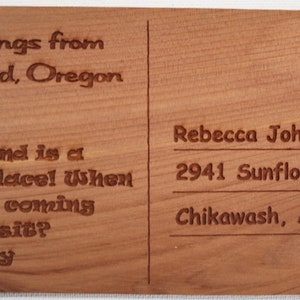 ngs from
d, Oregon
nd is a
lace! When
coming
sit?
y
Rebecca Joh
2941 Sunflo
Chikawash,